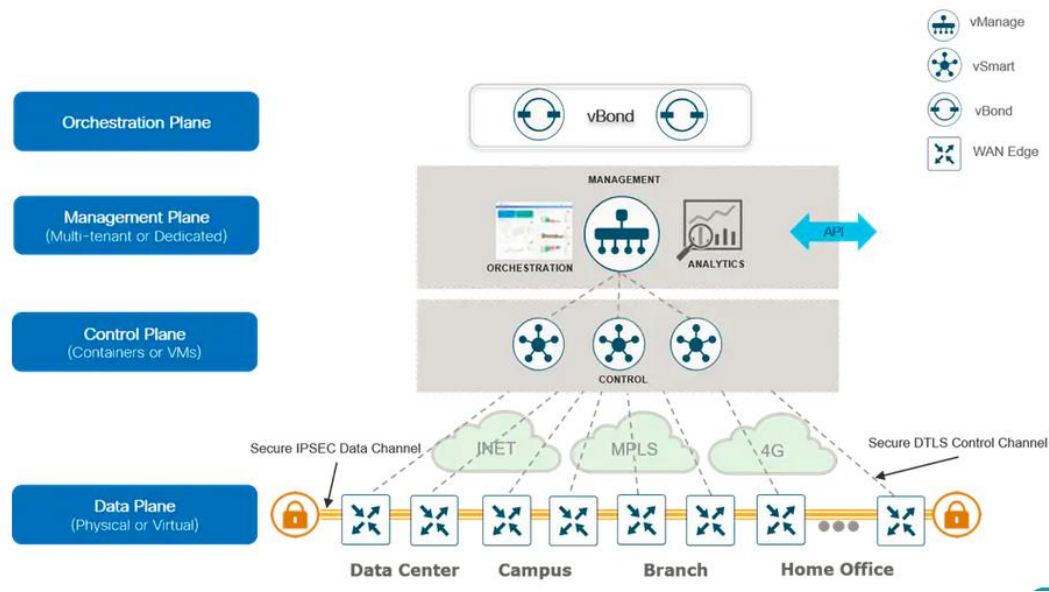 vManage
vSmart
vBond
WAN Edge
Orchestration Plane
vBond
Management Plane
(Multi-tenant or Dedicated)
MANAGEMENT
ORCHESTRATION
ANALYTICS
API
Control Plane
(Containers or VMs)
CONTROL
INET
MPLS
4G
Secure IPSEC Data Channel
Secure DTLS Control Channel
Data Plane
(Physical or Virtual)
Data Center
Campus
Branch
Home Office